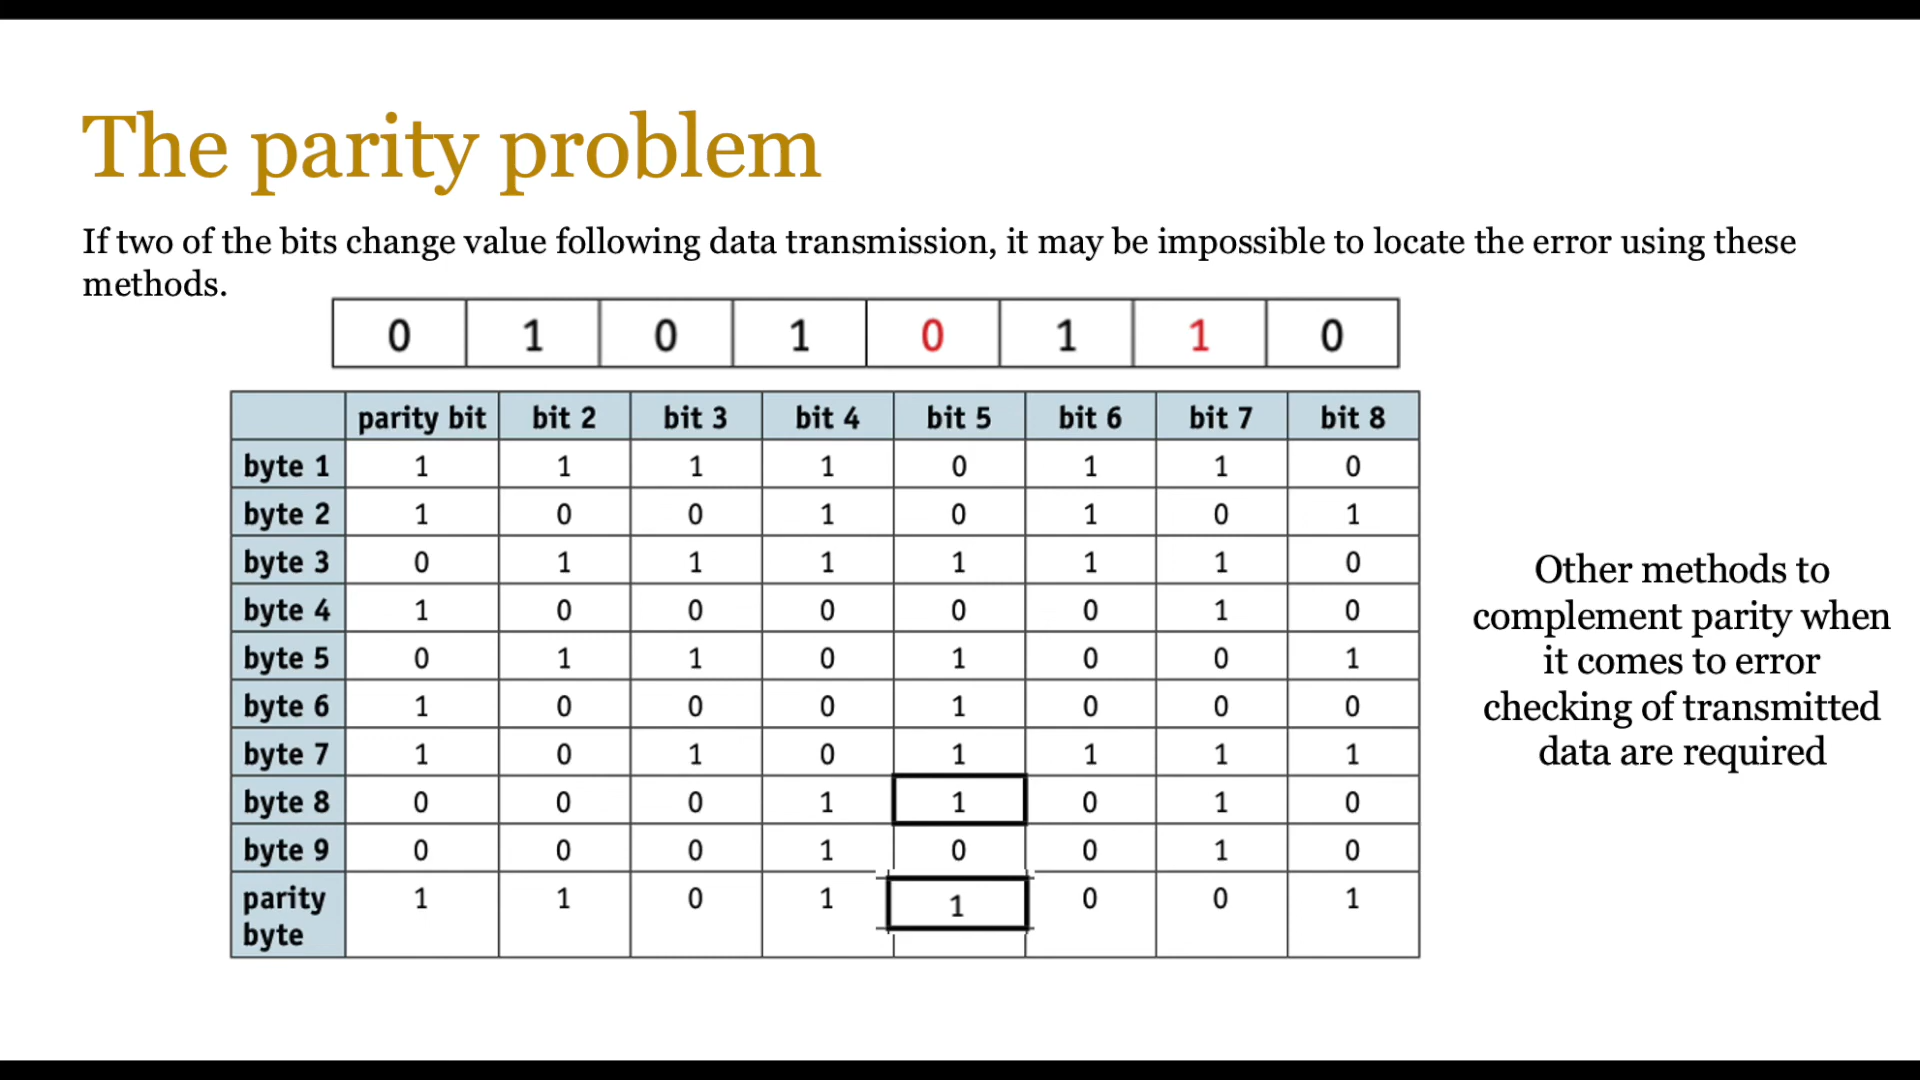 The parity problem
If two of the bits change value following data transmission, it may be impossible to locate the error using these
methods.
0 1 0 1 0 1 1 0
parity bit bit 2 bit 3 bit 4 bit 5 bit 6 bit 7 bit 8
byte 1 1 1 1 1 0 1 1 0
byte 2 1 0 0 1 0 1 0 1
byte 3 0 1 1 1 1 1 1 0
byte 4 1 0 0 0 0 0 1 0
byte 5 0 1 1 0 1 0 0 1
byte 6 1 0 0 0 1 0 0 0
byte 7 1 0 1 0 1 1 1 1
byte 8 0 0 0 1 1 0 1 0
byte 9 0 0 0 1 0 0 1 0
parity 1 1 0 1 1 0 0 1
byte
Other methods to
complement parity when
it comes to error
checking of transmitted
data are required